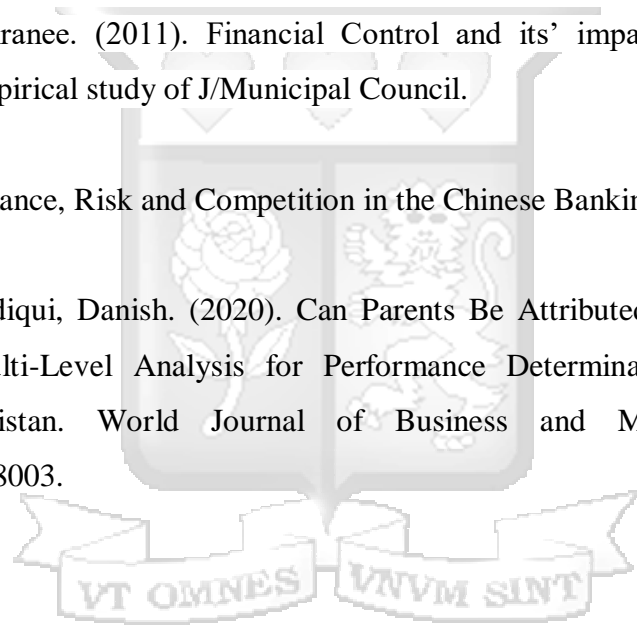 ranee. (2011). Financial Control and its’ impa
pirical study of J/Municipal Council.
ance, Risk and Competition in the Chinese Bankin
diqui, Danish. (2020). Can Parents Be Attributed
ulti-Level Analysis for Performance Determina
istan. World Journal of Business and M
8003.
VT OMNES VNVM SINT